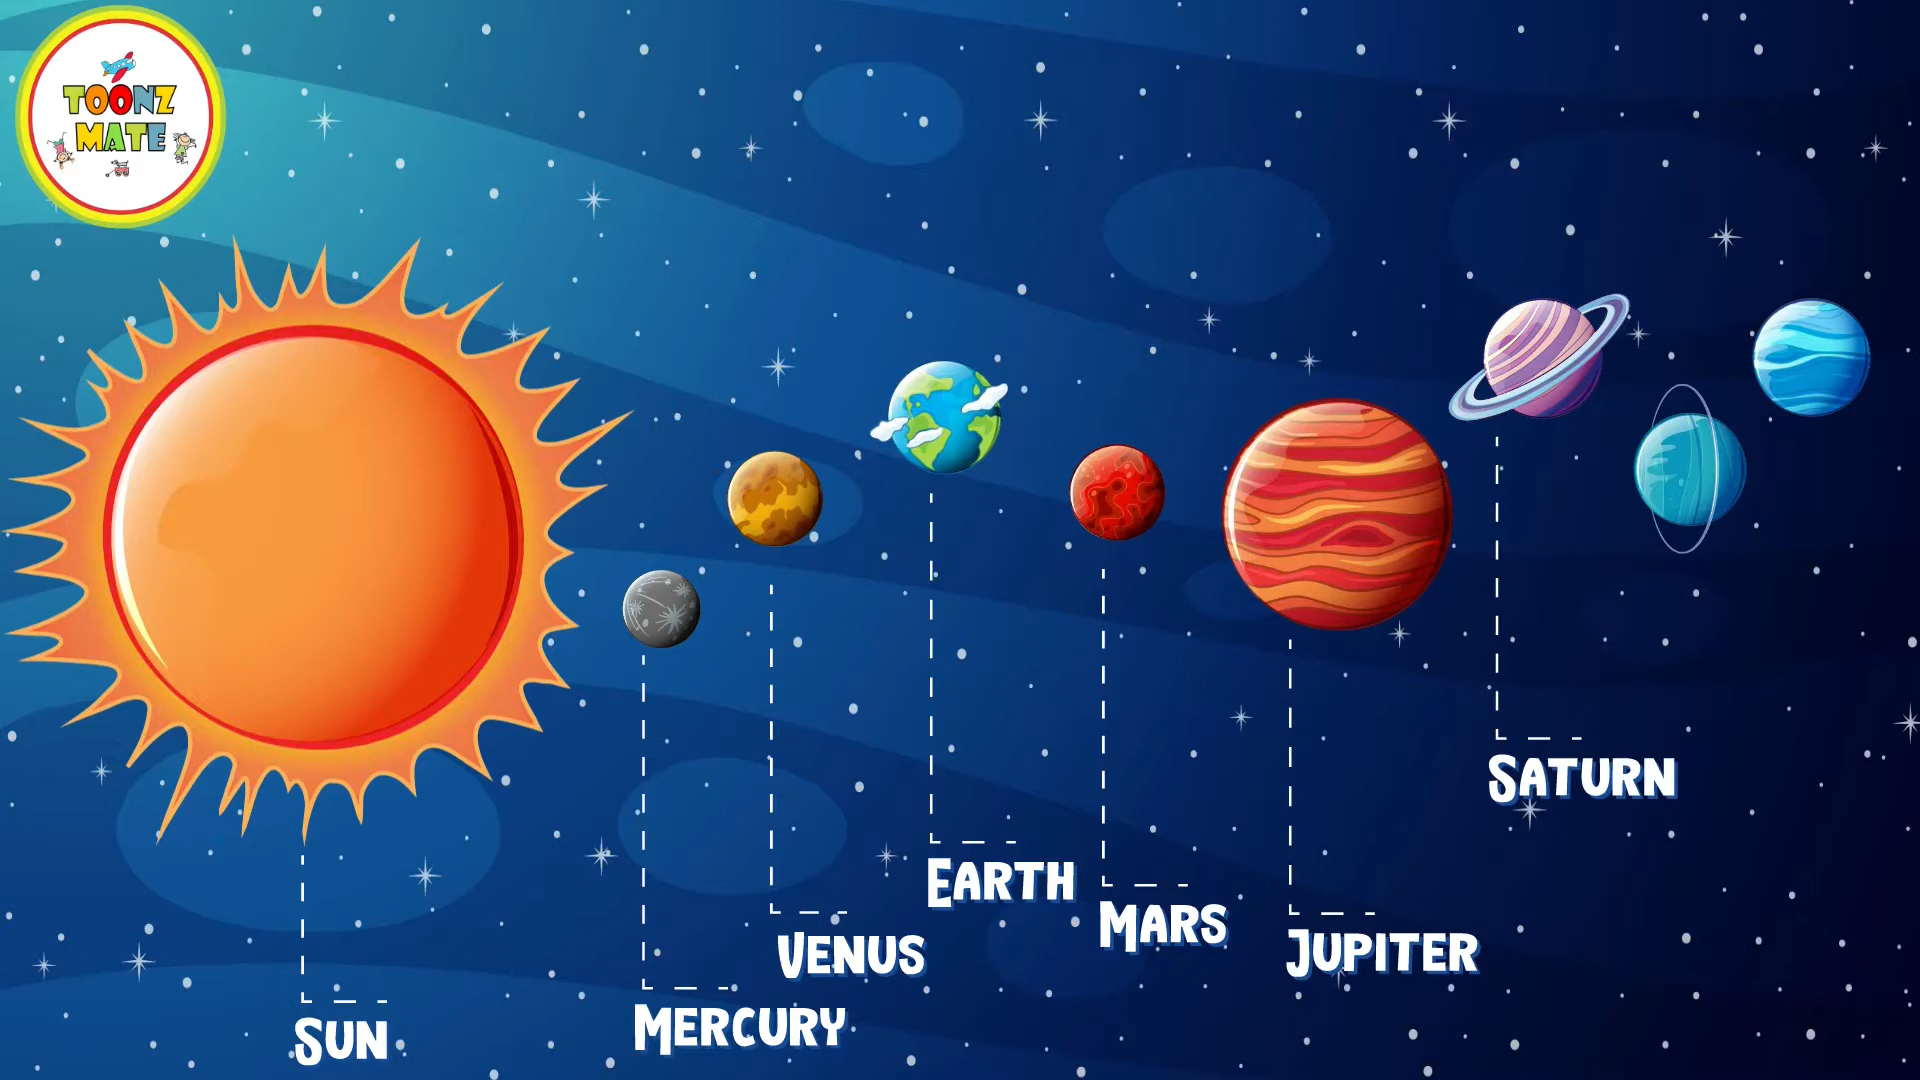 TOONZ
MATE
SATURN
EARTH
MARS
VENUS
JUPITER
MERCURY
SUN